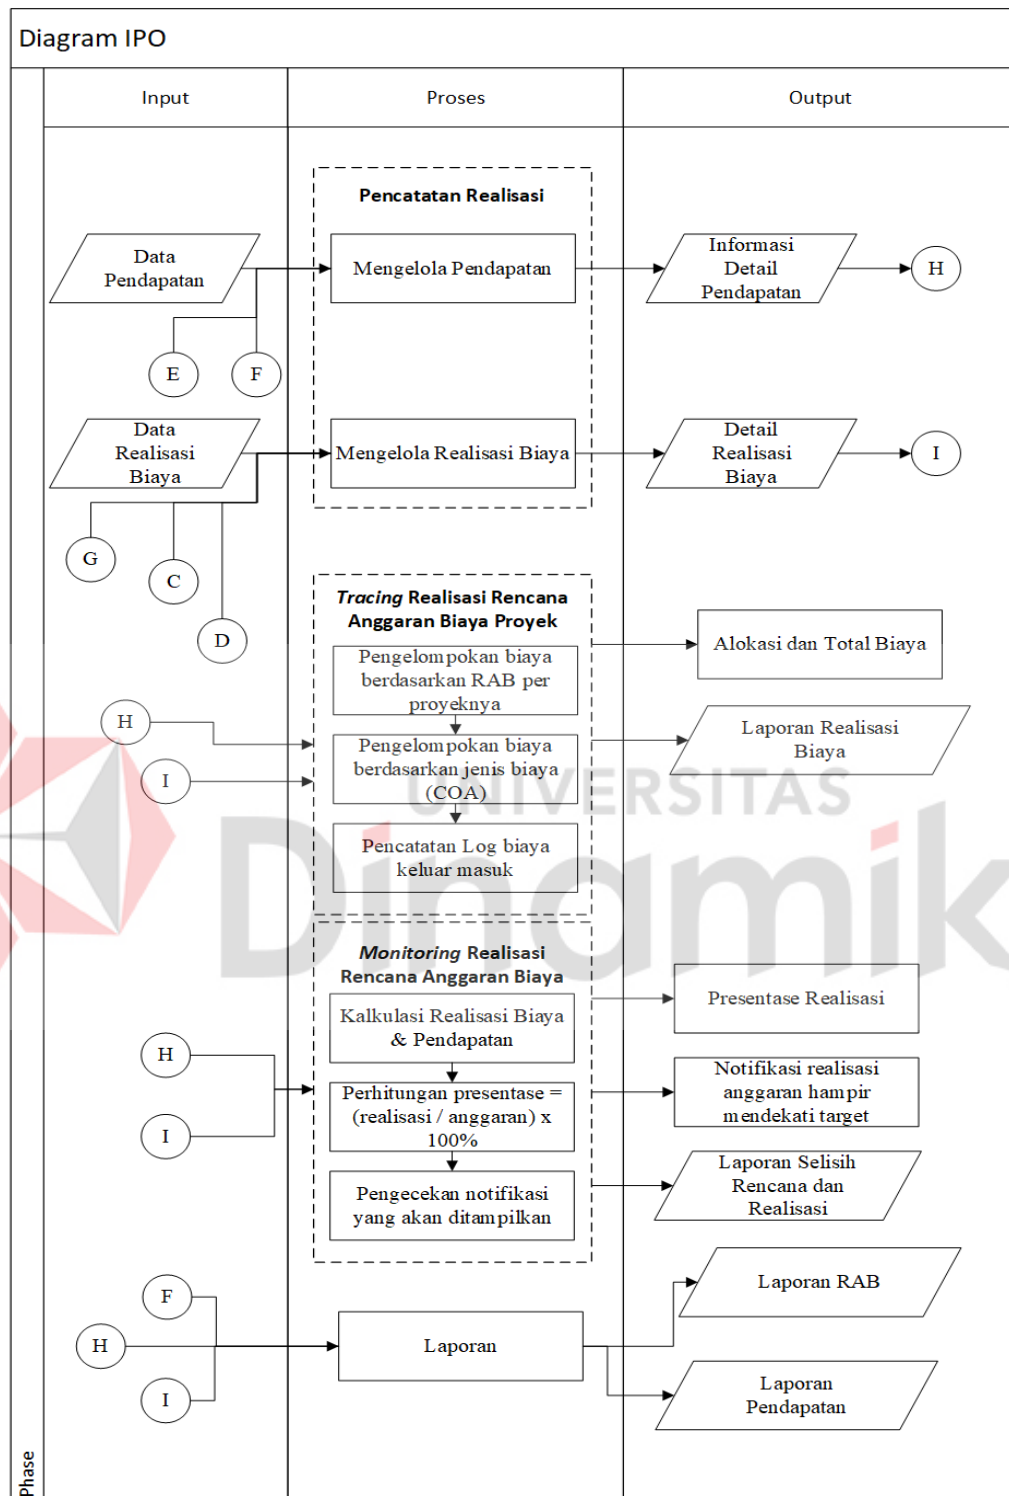 Diagram IPO
Input
Proses
Output
Pencatatan Realisasi
Data
Pendapatan
Mengelola Pendapatan
Informasi
Detail
Pendapatan
H
E
F
Data
Realisasi
Biaya
Mengelola Realisasi Biaya
Detail
Realisasi
Biaya
I
G
C
D
Tracing Realisasi Rencana
Anggaran Biaya Proyek
Pengelompokan biaya
berdasarkan RAB per
proyeknya
Alokasi dan Total Biaya
H
I
Pengelompokan biaya
berdasarkan jenis biaya
(COA)
Laporan Realisasi
Biaya
Pencatatan Log biaya
keluar masuk
UNIVERSITAS
Dinamik
Monitoring Realisasi
Rencana Anggaran Biaya
Kalkulasi Realisasi Biaya
& Pendapatan
Presentase Realisasi
H
I
Perhitungan presentase =
(realisasi / anggaran) x
100%
Notifikasi realisasi
anggaran hampir
mendekati target
Pengecekan notifikasi
yang akan ditampilkan
Laporan Selisih
Rencana dan
Realisasi
F
H
I
Laporan
Laporan RAB
Laporan
Pendapatan
Phase